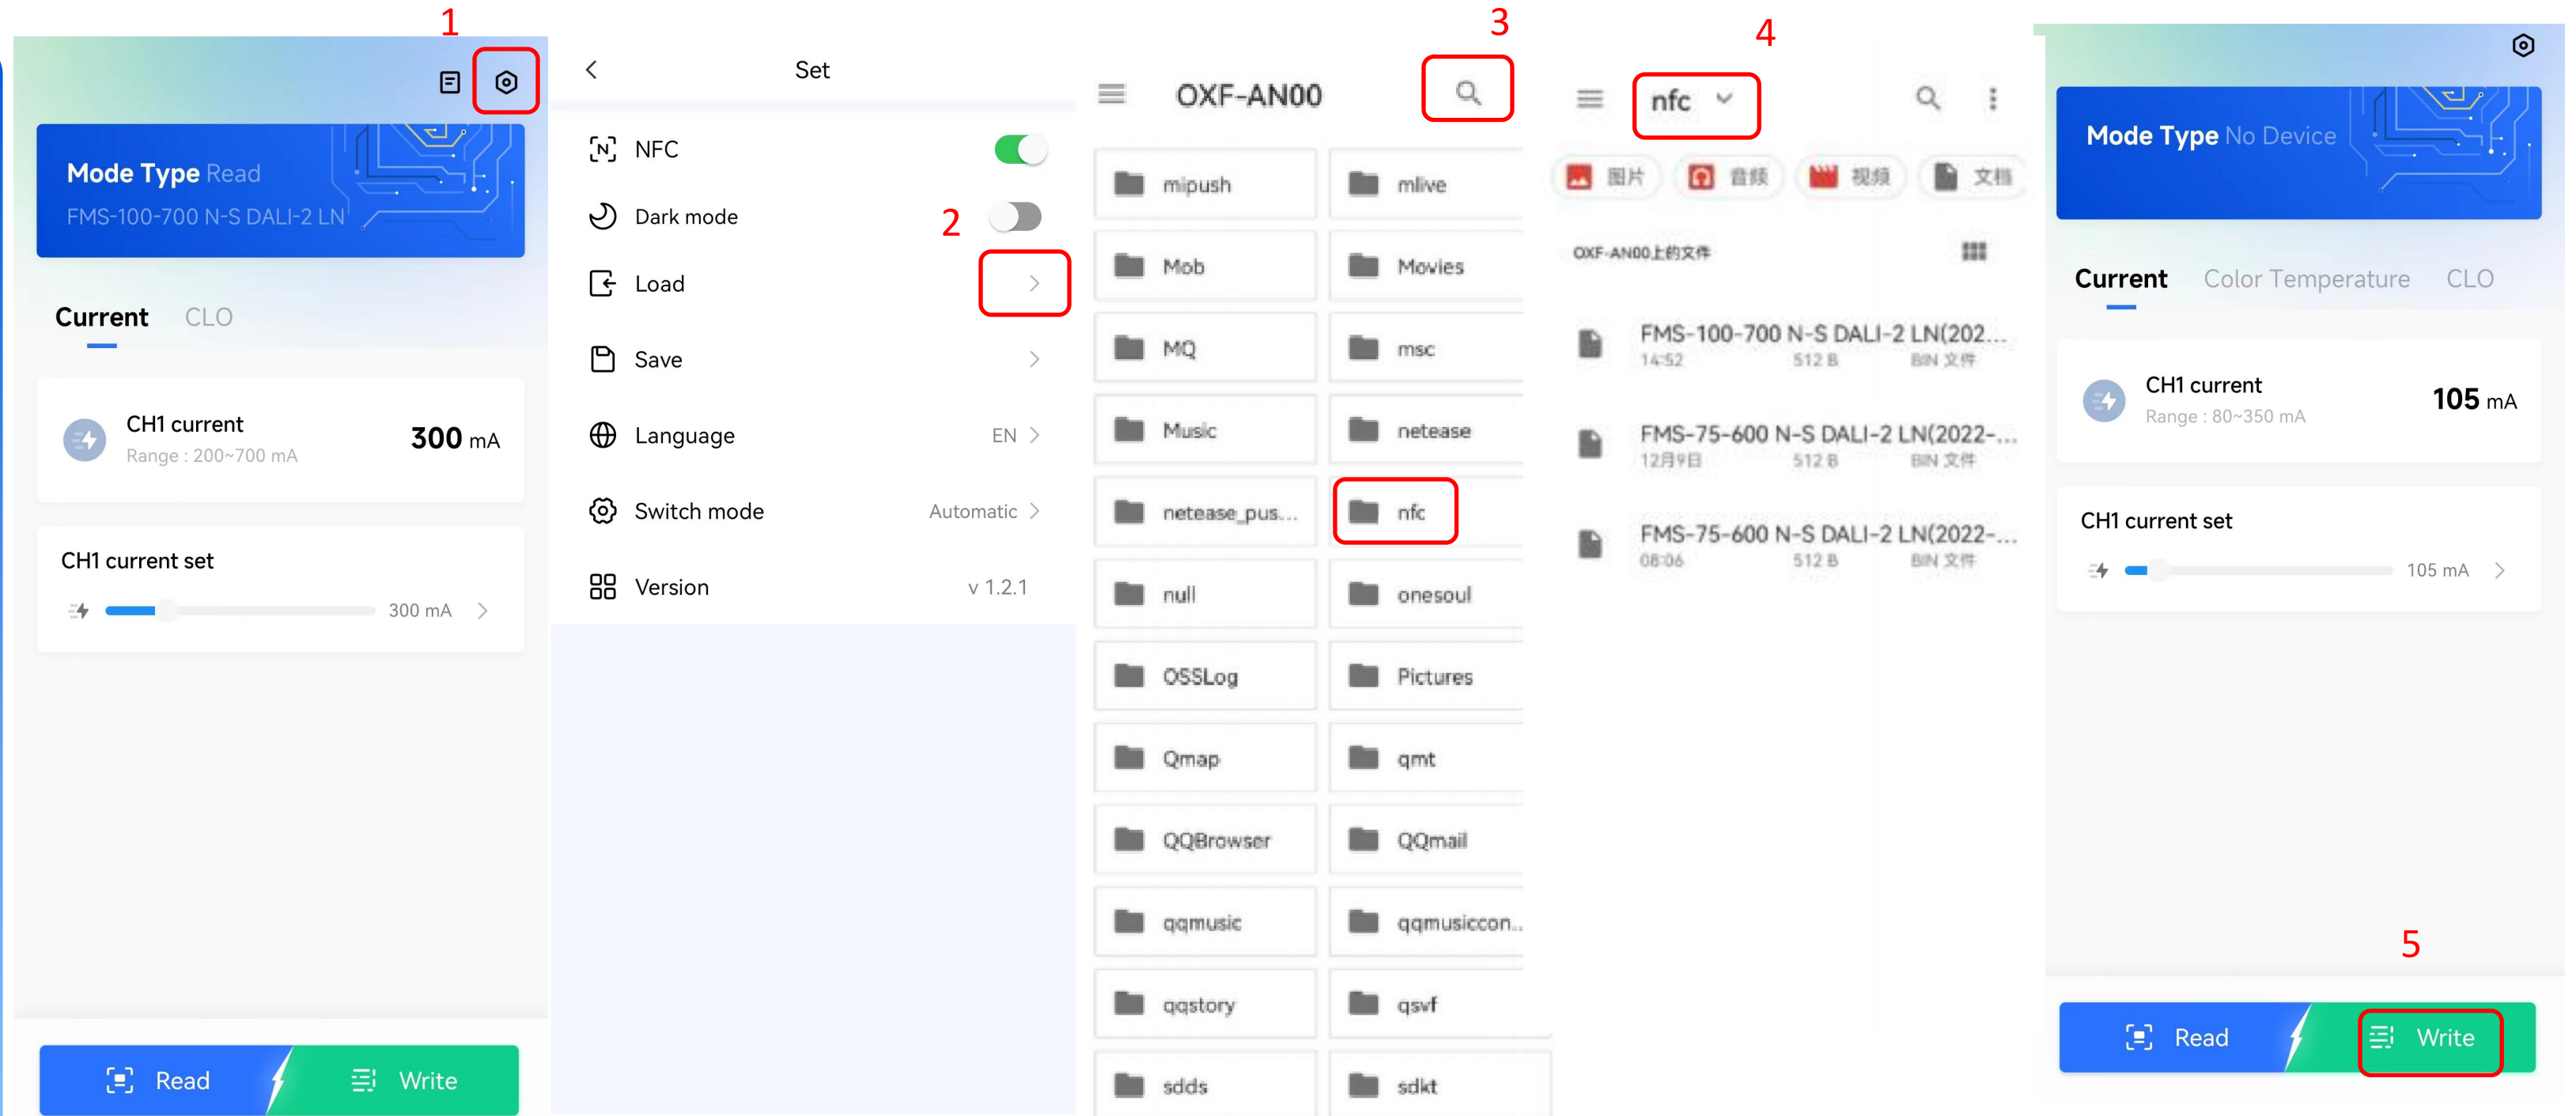 1
Mode Type Read
FMS-100-700 N-S DALI-2 LN
Current CLO
CH1 current
Range : 200~700 mA
300 mA
CH1 current set
300 mA
Read
Write
Set
NFC
Dark mode
2
Load
Save
Language EN
Switch mode Automatic
Version v 1.2.1
3
OXF-AN00
mipush mlive
Mob Movies
MQ msc
Music netease
netease_pus... nfc
null onesoul
OSSLog Pictures
Qmap qmt
QQBrowser QQmail
qqmusic qqmusiccon..
qqstory qsvf
sdds sdkt
4
nfc
图片 音频 视频 文档
OXF-AN00上的文件
FMS-100-700 N-S DALI-2 LN(202...
14:52 512 B BIN 文件
FMS-75-600 N-S DALI-2 LN(2022-...
12月9日 512 B BIN 文件
FMS-75-600 N-S DALI-2 LN(2022-...
08:06 512 B BIN 文件
Mode Type No Device
Current Color Temperature CLO
CH1 current
Range : 80~350 mA
105 mA
CH1 current set
105 mA
5
Read
Write